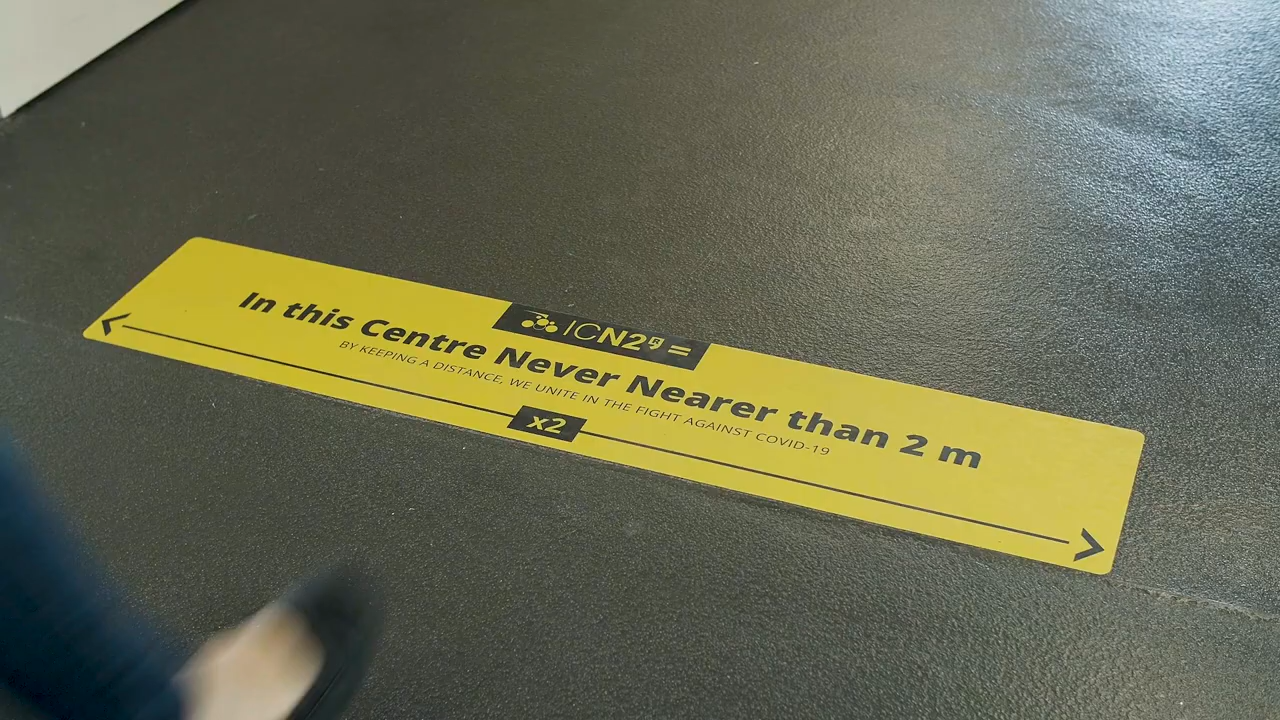 ICN2R =
In this Centre Never Nearer than 2 m
BY KEEPING A DISTANCE, WE UNITE IN THE FIGHT AGAINST COVID-19
x2